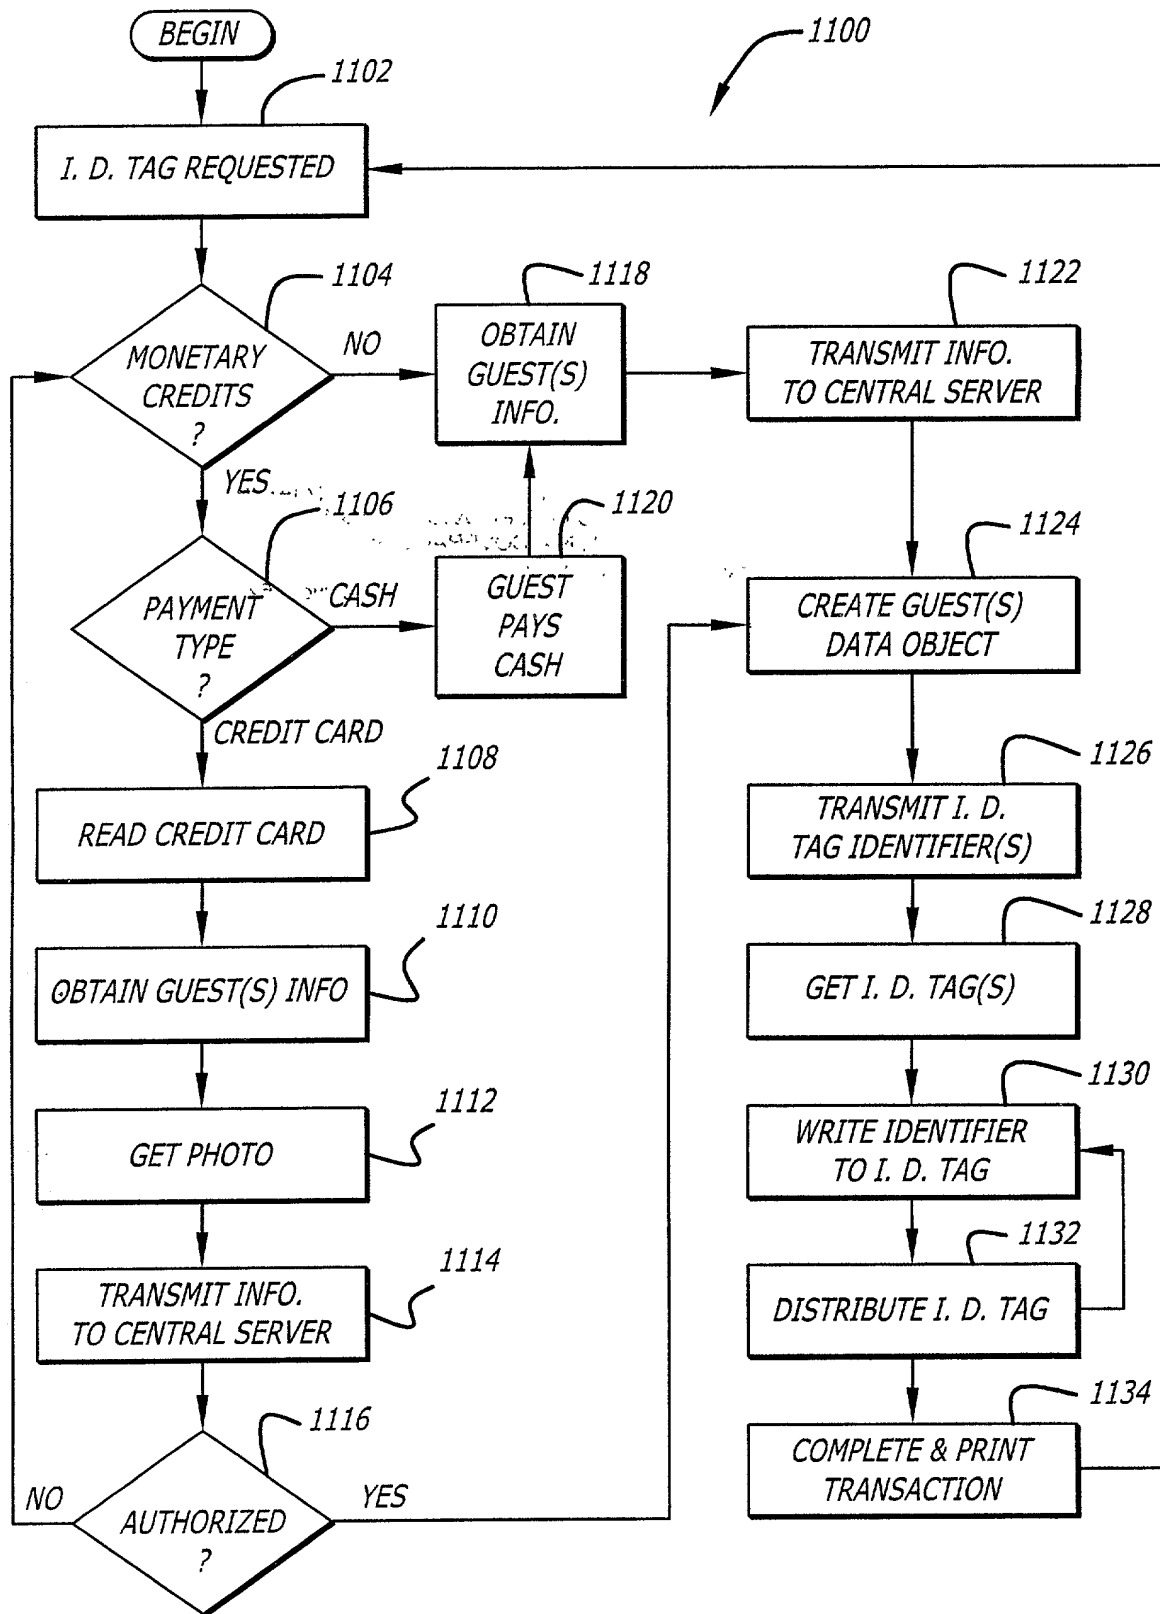 BEGIN
1100
1102
I. D. TAG REQUESTED
1104
MONETARY
CREDITS
?
NO
YES
1118
OBTAIN
GUEST(S)
INFO.
1122
TRANSMIT INFO.
TO CENTRAL SERVER
1106
PAYMENT
TYPE
?
CASH
CREDIT CARD
1120
GUEST
PAYS
CASH
1124
CREATE GUEST(S)
DATA OBJECT
1108
READ CREDIT CARD
1126
TRANSMIT I. D.
TAG IDENTIFIER(S)
1110
OBTAIN GUEST(S) INFO
1128
GET I. D. TAG(S)
1112
GET PHOTO
1130
WRITE IDENTIFIER
TO I. D. TAG
1114
TRANSMIT INFO.
TO CENTRAL SERVER
1132
DISTRIBUTE I. D. TAG
1116
AUTHORIZED
?
NO
YES
1134
COMPLETE & PRINT
TRANSACTION